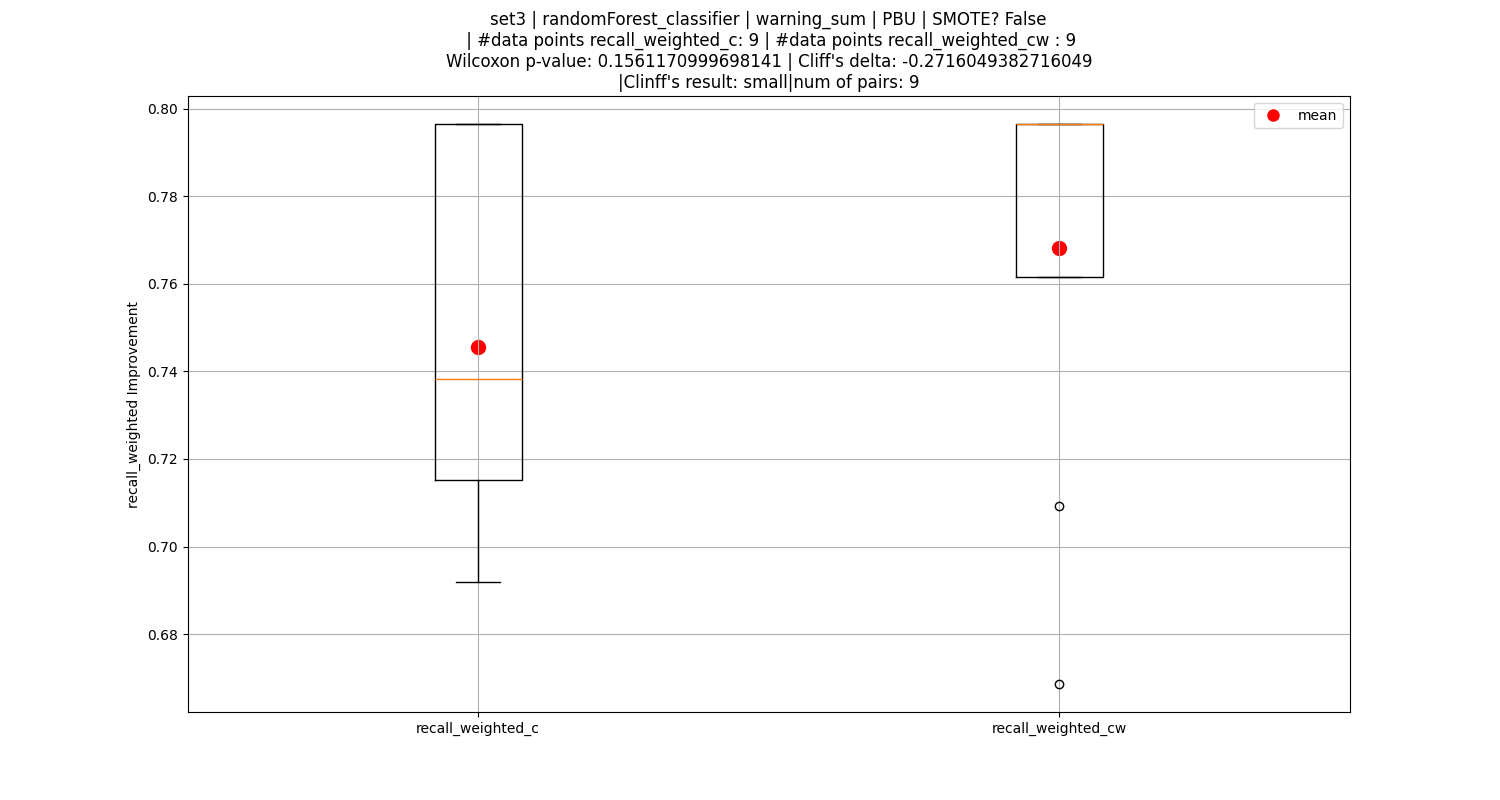 set3 | randomForest_classifier | warning_sum | PBU | SMOTE? False
| #data points recall_weighted_c: 9 | #data points recall_weighted_cw : 9
Wilcoxon p-value: 0.1561170999698141 | Cliff's delta: -0.2716049382716049
|Clinff's result: small|num of pairs: 9
mean
0.80
0.78
0.76
0.74
0.72
0.70
0.68
recall_weighted Improvement
recall_weighted_c
recall_weighted_cw